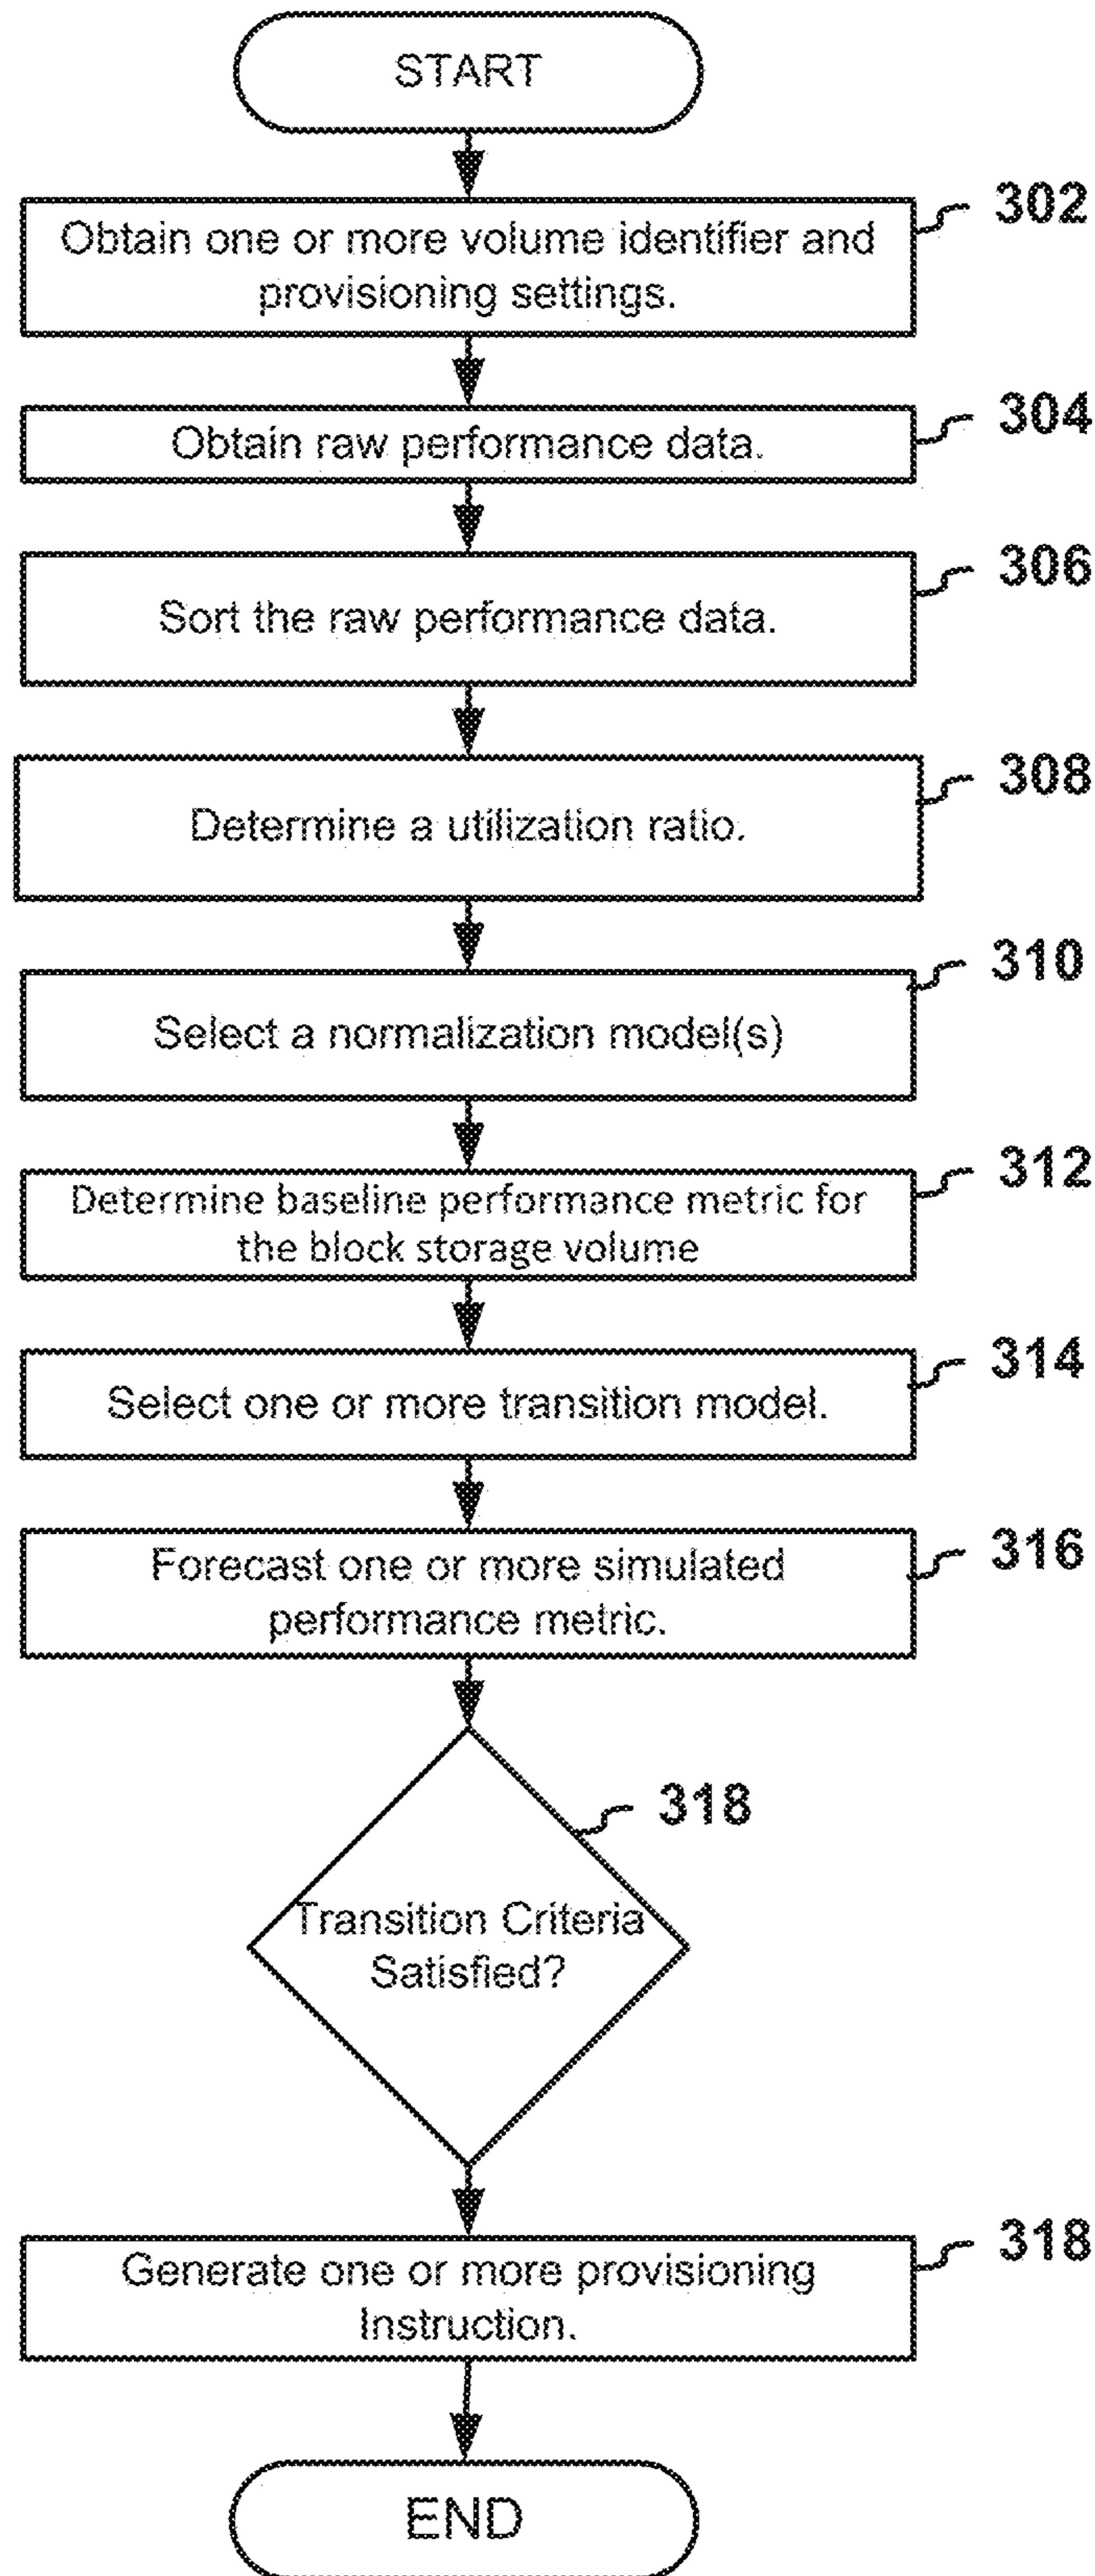 START
302
Obtain one or more volume identifier and
provisioning settings.
304
Obtain raw performance data.
306
Sort the raw performance data.
308
Determine a utilization ratio.
310
Select a normalization model(s)
312
Determine baseline performance metric for
the block storage volume
314
Select one or more transition model.
316
Forecast one or more simulated
performance metric.
318
Transition Criteria
Satisfied?
318
Generate one or more provisioning
Instruction.
END